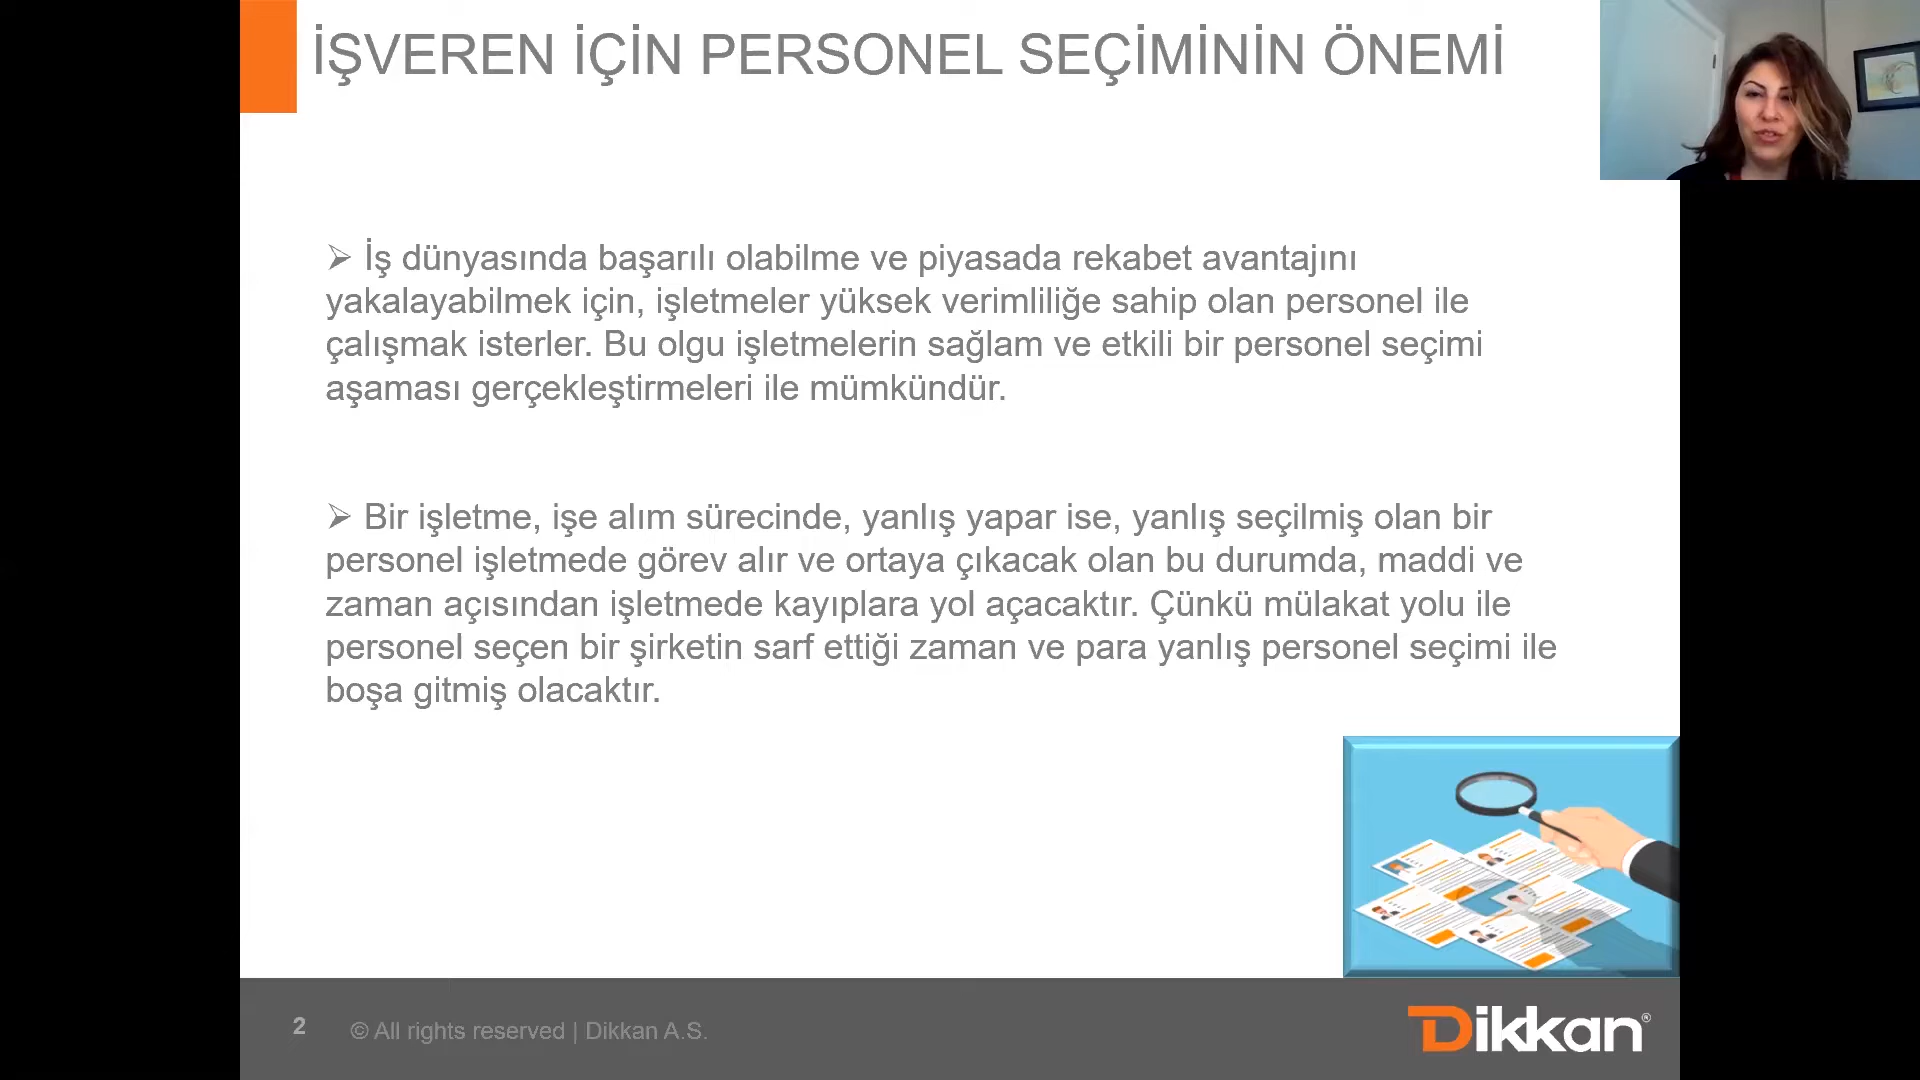 İŞVEREN İÇİN PERSONEL SEÇİMİNİN ÖNEMİ
➢ İş dünyasında başarılı olabilme ve piyasada rekabet avantajını
yakalayabilmek için, işletmeler yüksek verimliliğe sahip olan personel ile
çalışmak isterler. Bu olgu işletmelerin sağlam ve etkili bir personel seçimi
aşaması gerçekleştirmeleri ile mümkündür.
➢ Bir işletme, işe alım sürecinde, yanlış yapar ise, yanlış seçilmiş olan bir
personel işletmede görev alır ve ortaya çıkacak olan bu durumda, maddi ve
zaman açısından işletmede kayıplara yol açacaktır. Çünkü mülakat yolu ile
personel seçen bir şirketin sarf ettiği zaman ve para yanlış personel seçimi ile
boşa gitmiş olacaktır.
2
© All rights reserved | Dikkan A.S.
Dikkan®